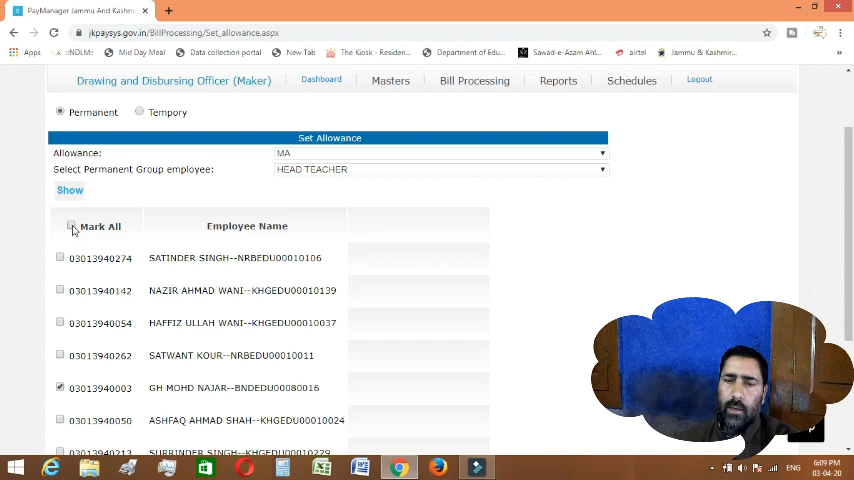 PayManager Jammu And Kashm
jkpaysys.gov.in/BillProcessing/Set_allowance.aspx
Apps :::NDLM:: Mid Day Meal Data collection portal New Tab The Kiosk - Residen... Department of Edu... Sawad-e-Azam Ahl... airtel Jammu & Kashmir...
Drawing and Disbursing Officer (Maker) Dashboard Masters Bill Processing Reports Schedules Logout
Permanent Tempory
Set Allowance
Allowance: MA
Select Permanent Group employee: HEAD TEACHER
Show
Mark All Employee Name
03013940274 SATINDER SINGH--NRBEDU00010106
03013940142 NAZIR AHMAD WANI--KHGEDU00010139
03013940054 HAFFIZ ULLAH WANI--KHGEDU00010037
03013940262 SATWANT KOUR--NRBEDU00010011
03013940003 GH MOHD NAJAR--BNDEDU00080016
03013940050 ASHFAQ AHMAD SHAH--KHGEDU00010024
03013940213 SURRINDER SINGH--KHGEDU00010229
ENG
6:09 PM
03-04-20